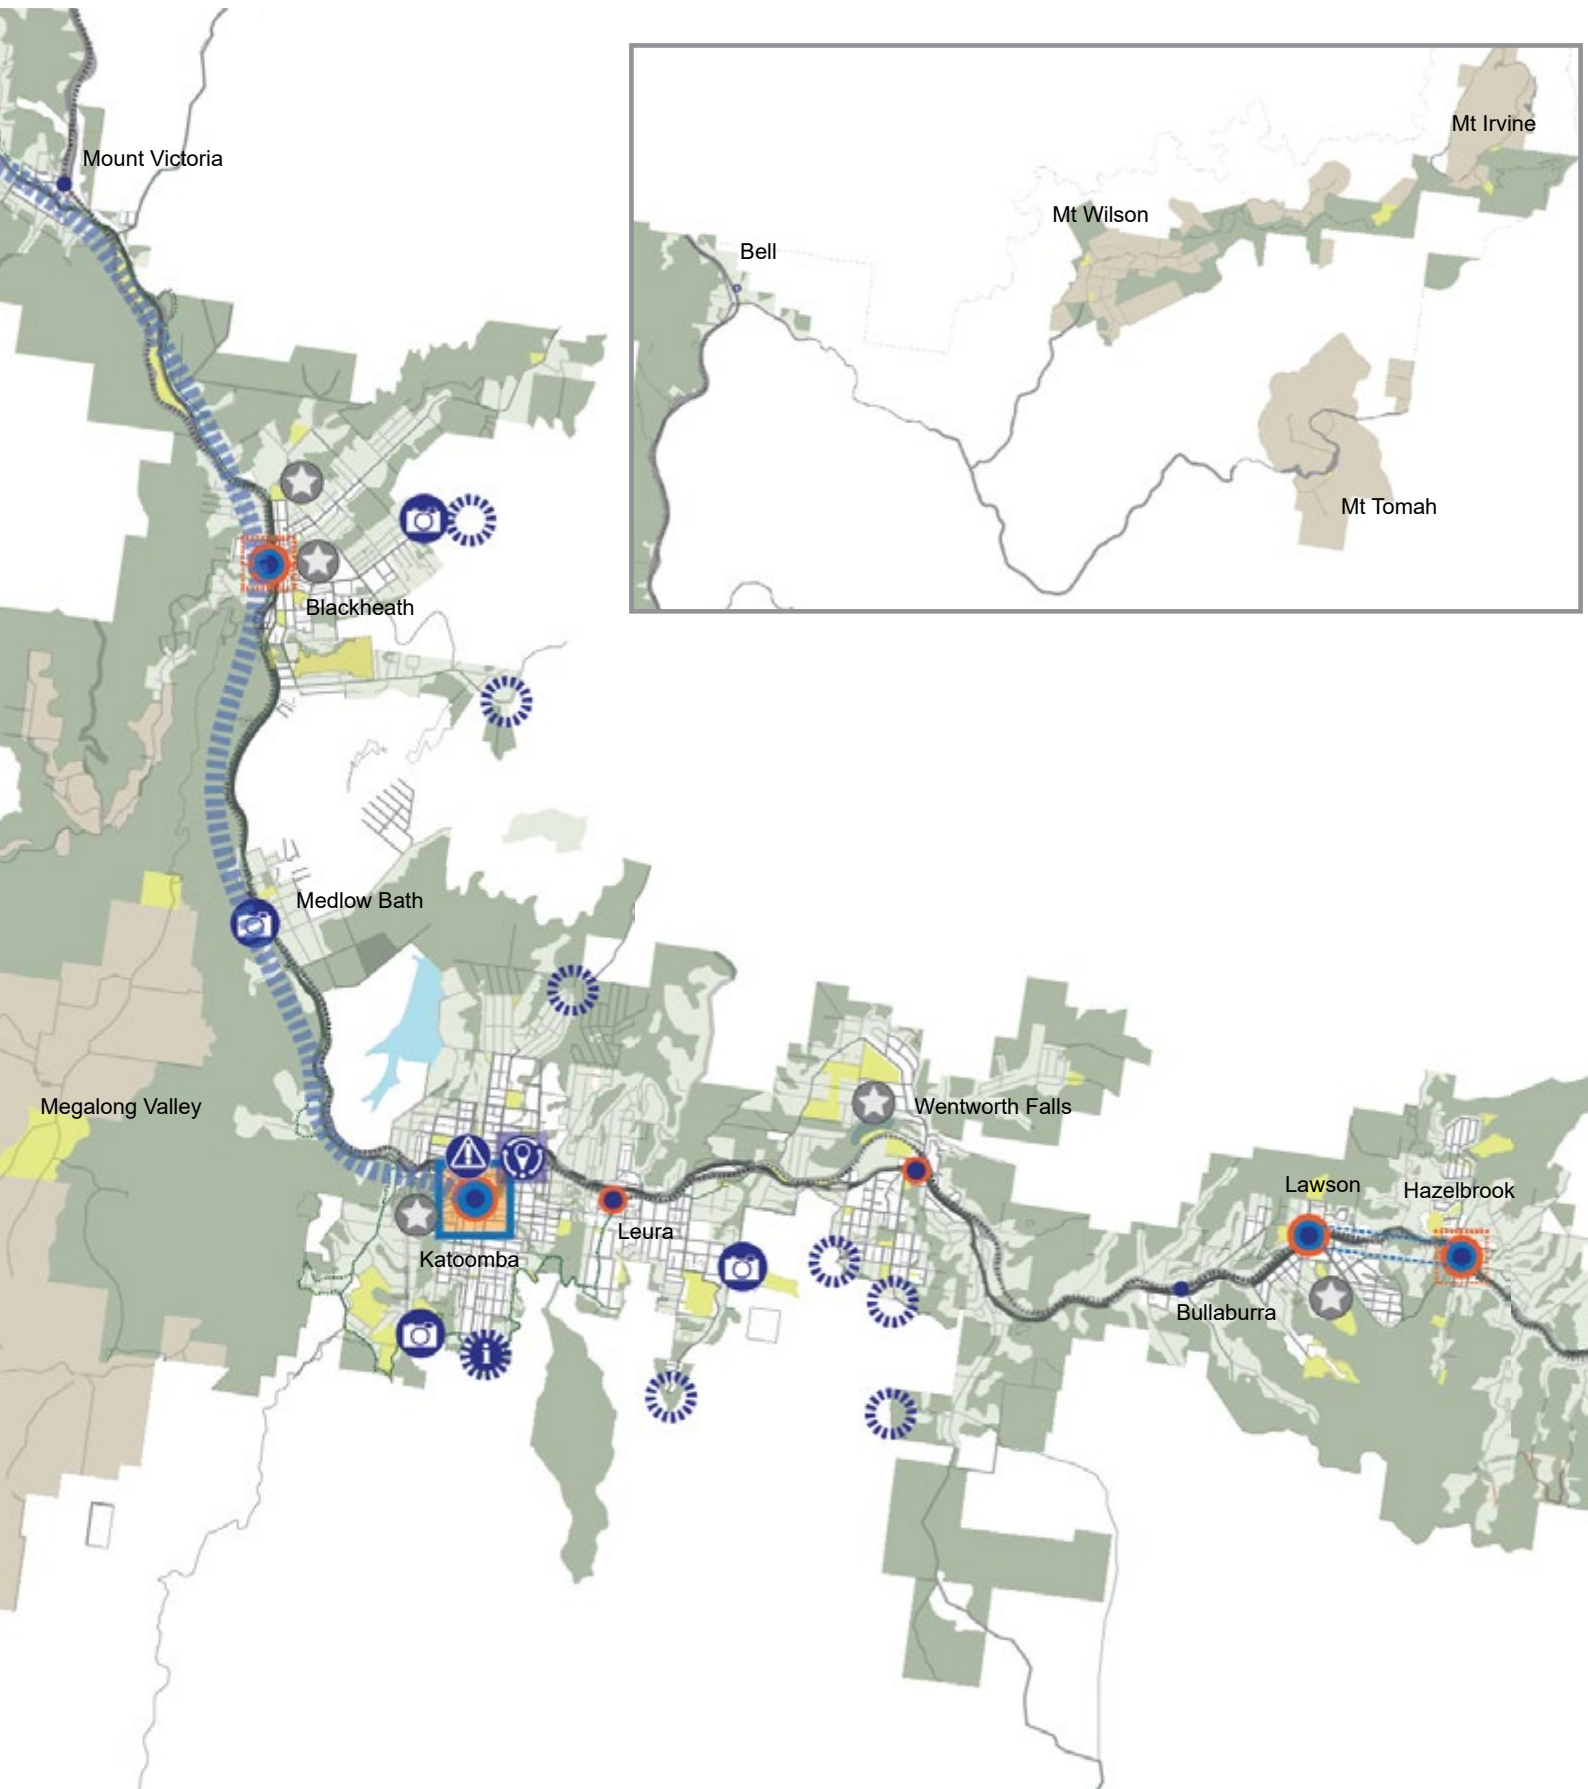 Mount Victoria
Mt Irvine
Mt Wilson
Bell
Mt Tomah
Blackheath
Medlow Bath
Megalong Valley
Wentworth Falls
Lawson
Hazelbrook
Leura
Katoomba
Bullaburra
i